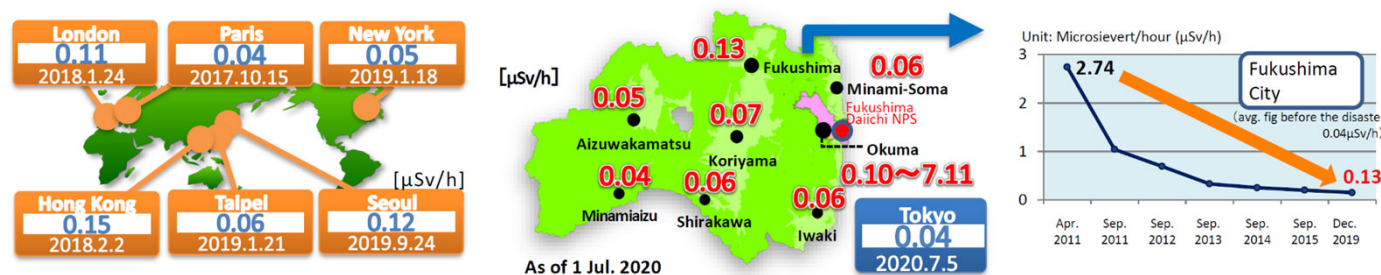 London
0.11
2018.1.24
Paris
0.04
2017.10.15
New York
0.05
2019.1.18
[μSv/h]
Hong Kong
0.15
2018.2.2
Taipei
0.06
2019.1.21
Seoul
0.12
2019.9.24
[μSv/h]
0.13
Fukushima
0.06
Minami-Soma
Fukushima
Daiichi NPS
Okuma
0.10～7.11
0.05
Aizuwakamatsu
0.07
Koriyama
0.04
Minamiaizu
0.06
Shirakawa
0.06
Iwaki
Tokyo
0.04
2020.7.5
As of 1 Jul. 2020
Unit: Microsievert/hour (μSv/h)
3
2
1
0
2.74
Fukushima
City
(avg. fig before the disaste
0.04μSv/h)
0.13
Apr.
2011
Sep.
2011
Sep.
2012
Sep.
2013
Sep.
2014
Sep.
2015
Dec.
2019